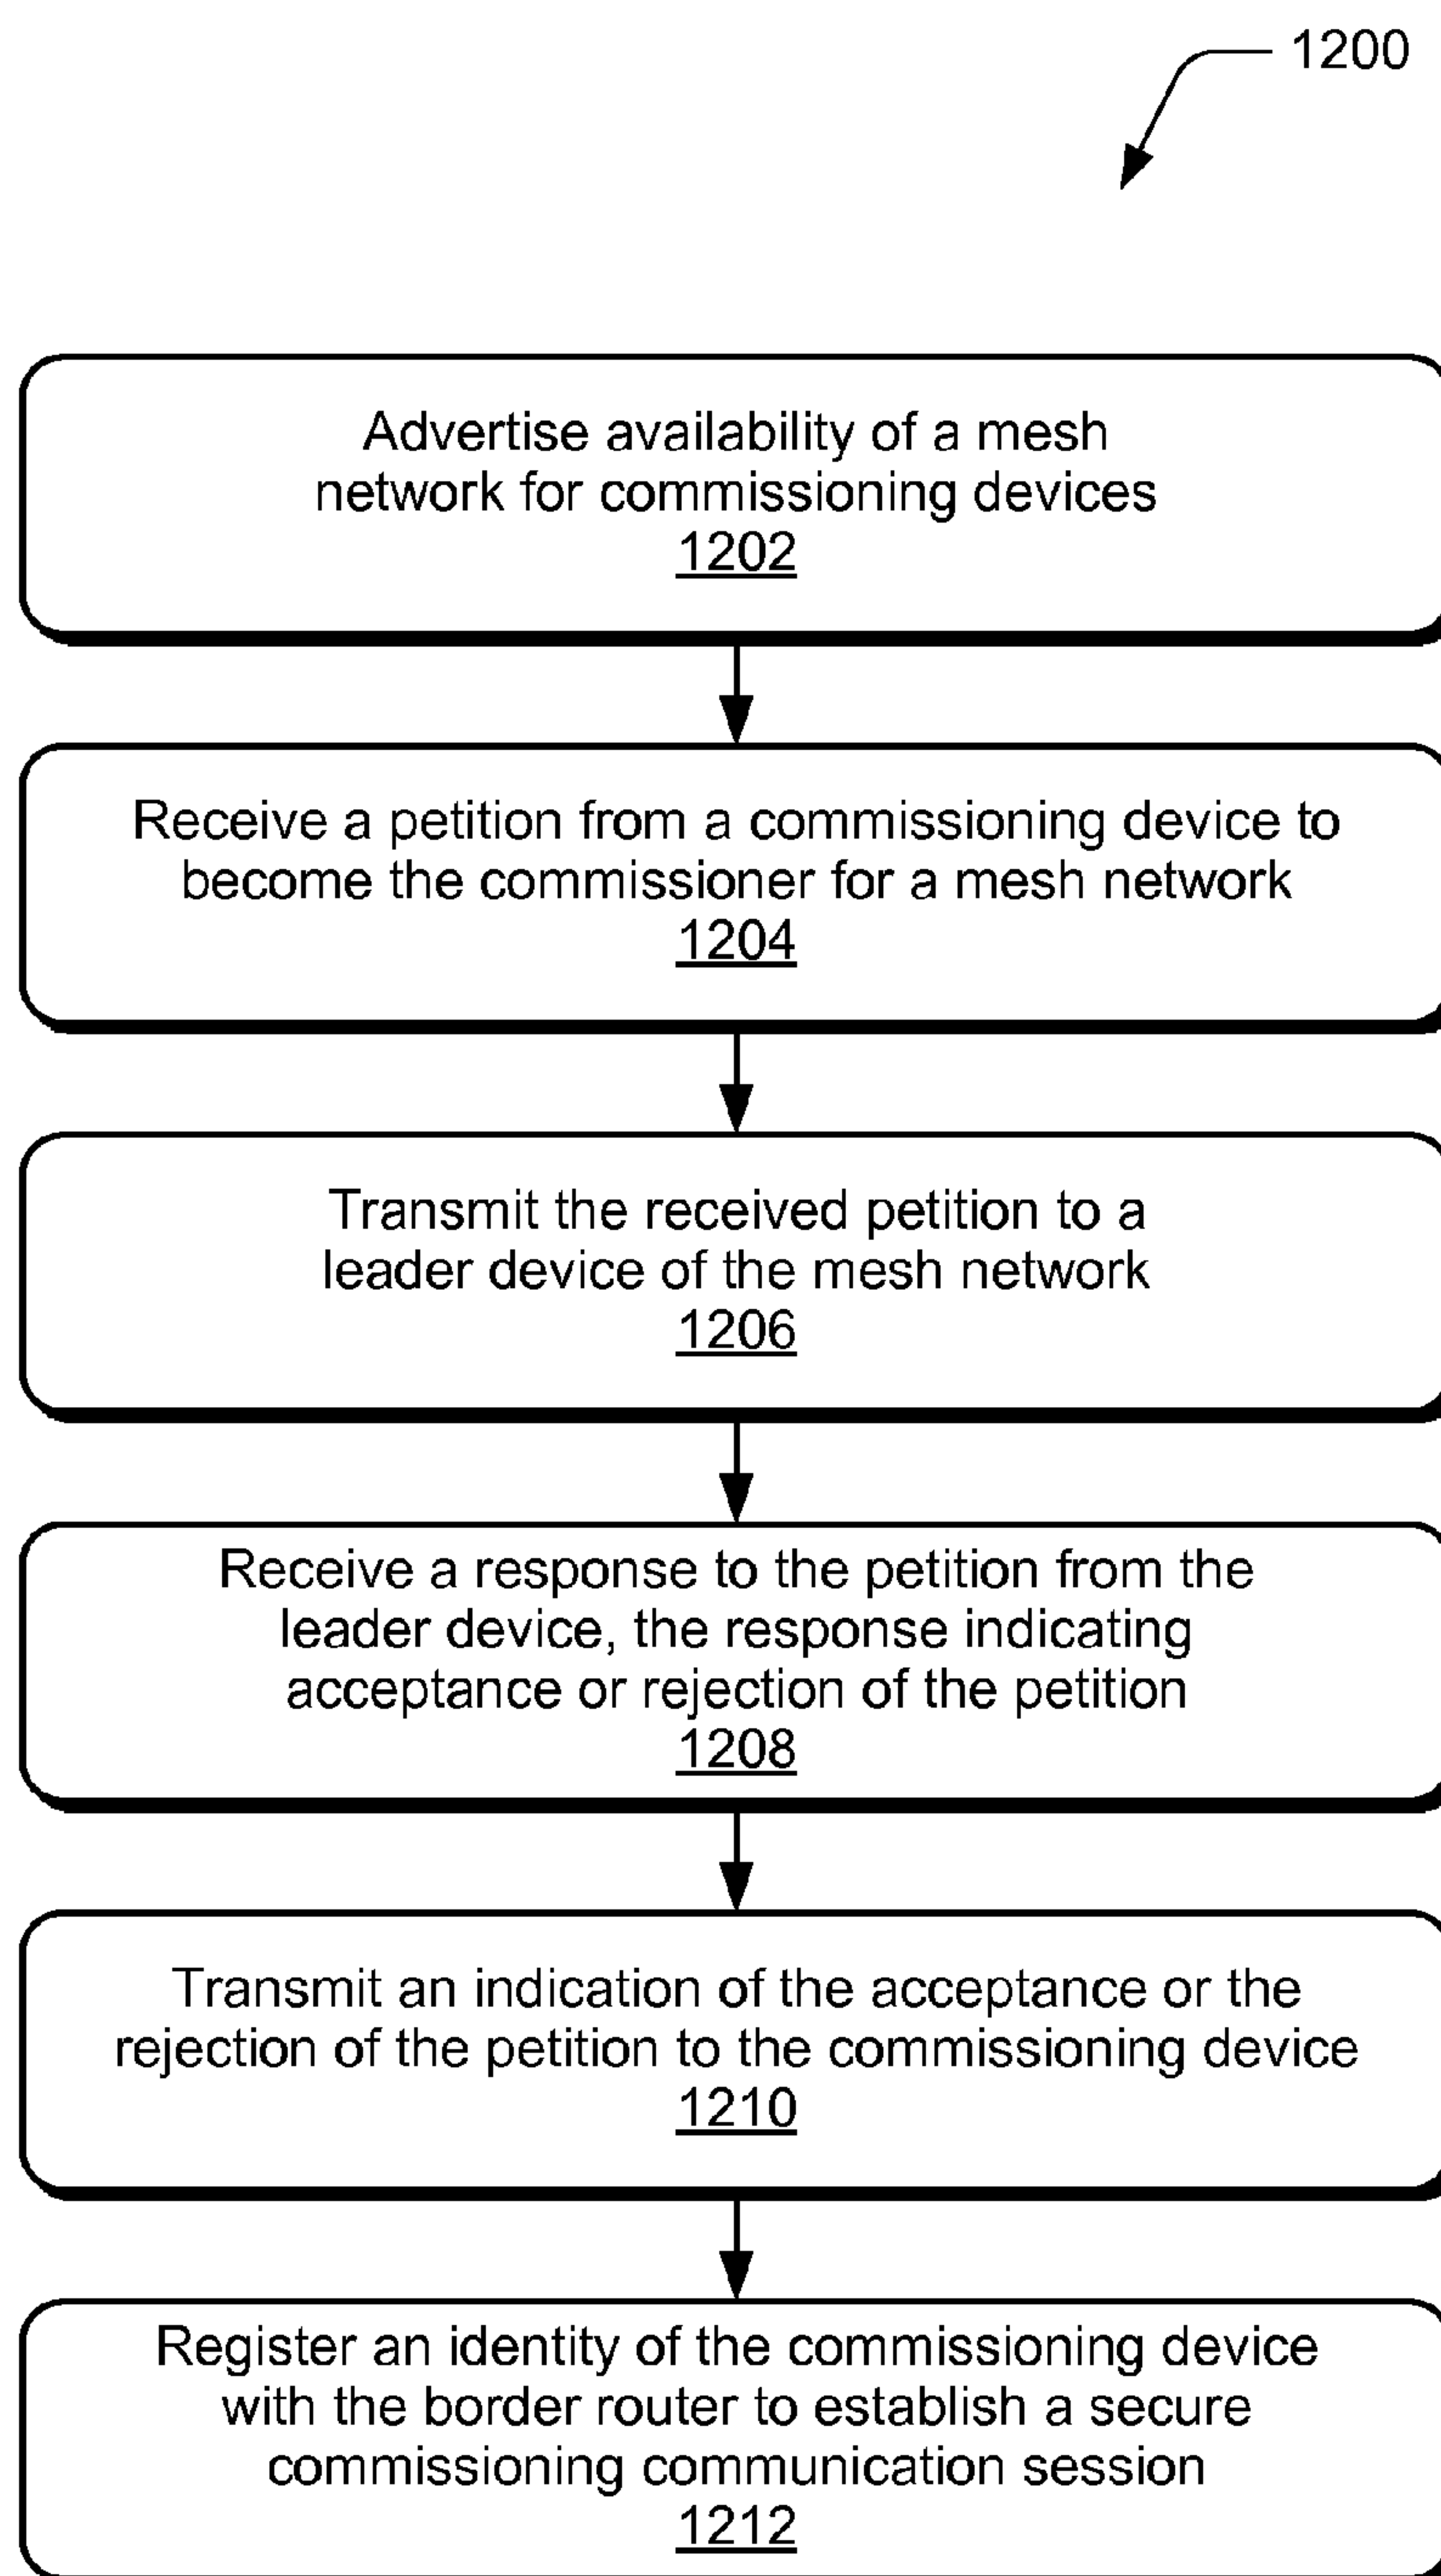 1200
Advertise availability of a mesh
network for commissioning devices
1202
Receive a petition from a commissioning device to
become the commissioner for a mesh network
1204
Transmit the received petition to a
leader device of the mesh network
1206
Receive a response to the petition from the
leader device, the response indicating
acceptance or rejection of the petition
1208
Transmit an indication of the acceptance or the
rejection of the petition to the commissioning device
1210
Register an identity of the commissioning device
with the border router to establish a secure
commissioning communication session
1212